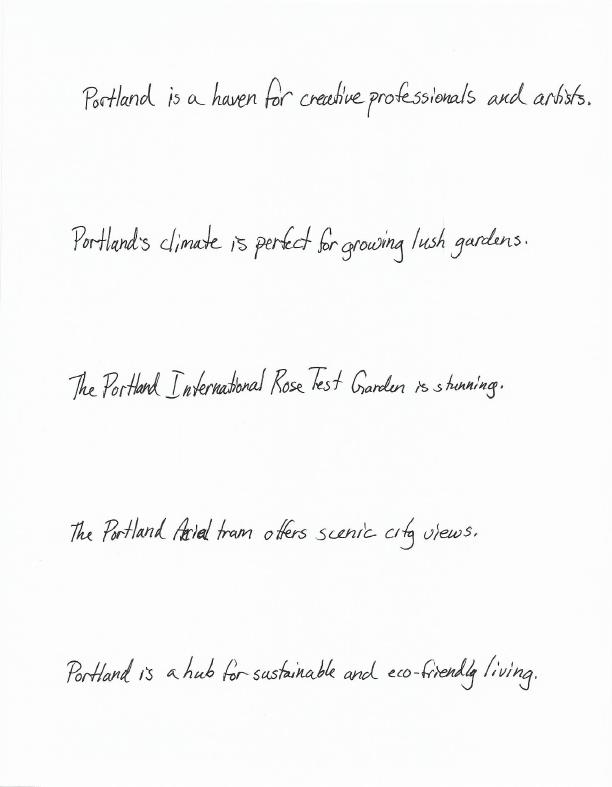 Portland is a haven for creative professionals and artists.
Portland's climate is perfect for growing lush gardens.
The Portland International Rose Test Garden is stunning.
The Portland Aerial tram offers scenic city views.
Portland is a hub for sustainable and eco-friendly living.